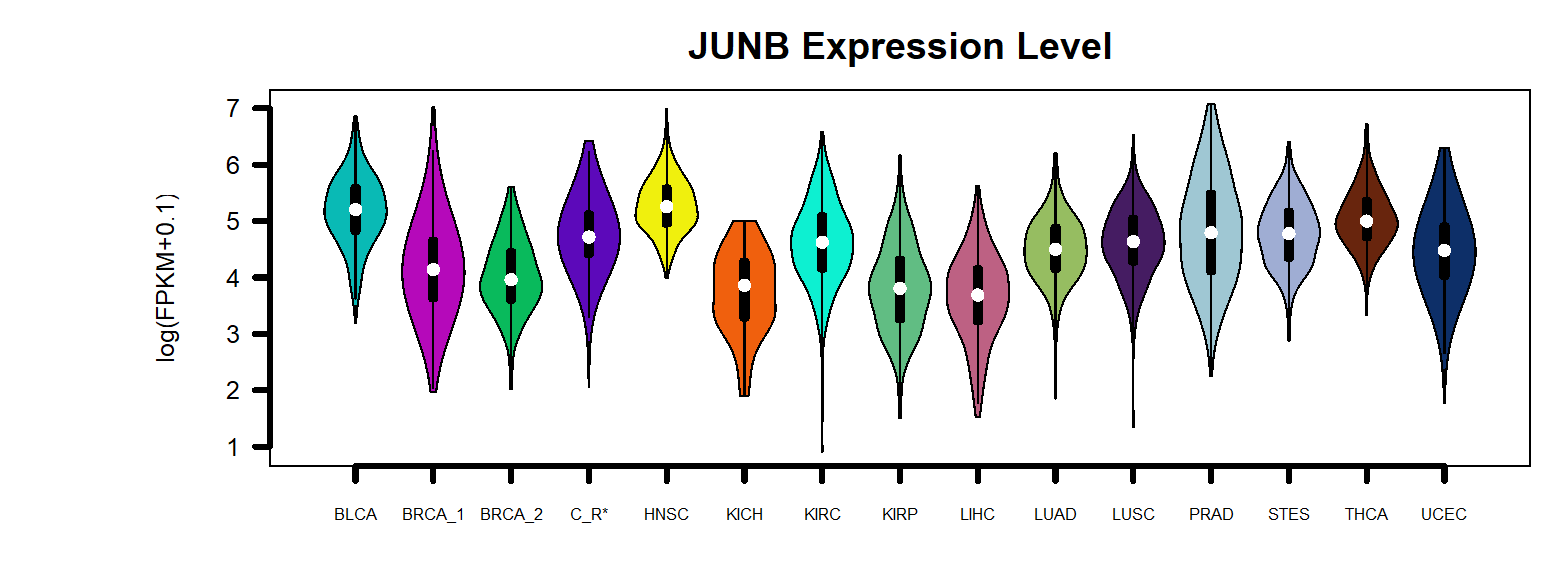 JUNB Expression Level
log(FPKM+0.1)
7
6
5
4
3
2
1
BLCA BRCA_1 BRCA_2 C_R* HNSC KICH KIRC KIRP LIHC LUAD LUSC PRAD STES THCA UCEC